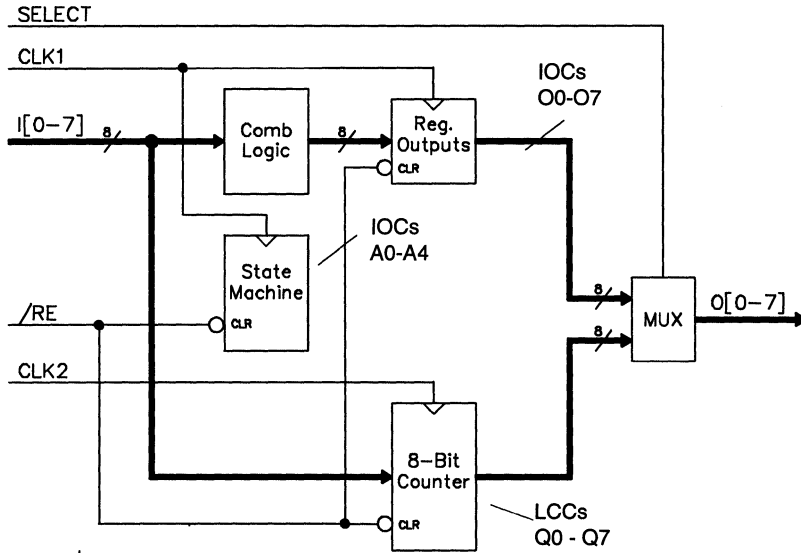 SELECT
CLK1
IOCs
O0-O7
I[0-7]
8
Comb
Logic
8
Reg.
Outputs
CLR
IOCs
A0-A4
State
Machine
CLR
8
O[0-7]
MUX
/RE
8
CLK2
8-Bit
Counter
CLR
LCCs
Q0 - Q7